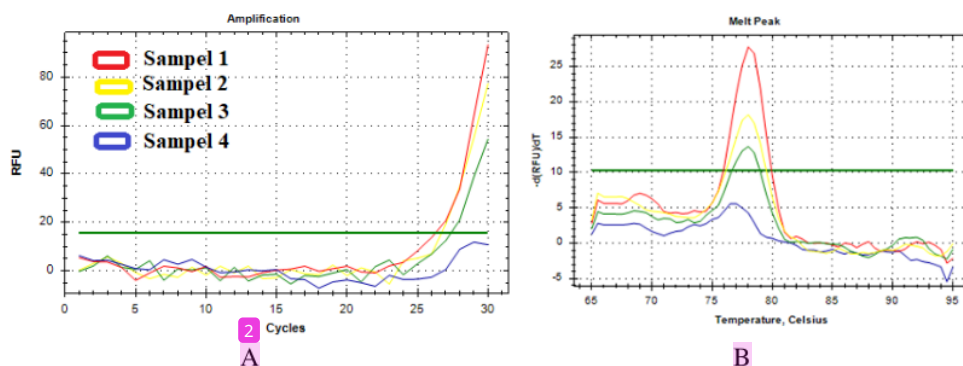 Amplification
Sampel 1
Sampel 2
Sampel 3
Sampel 4
RFU
80
60
40
20
0
0 5 10 15 20 25 30
2 Cycles
A
Melt Peak
-d(RFU)/dT
25
20
15
10
5
0
-5
65 70 75 80 85 90 95
Temperature, Celsius
B